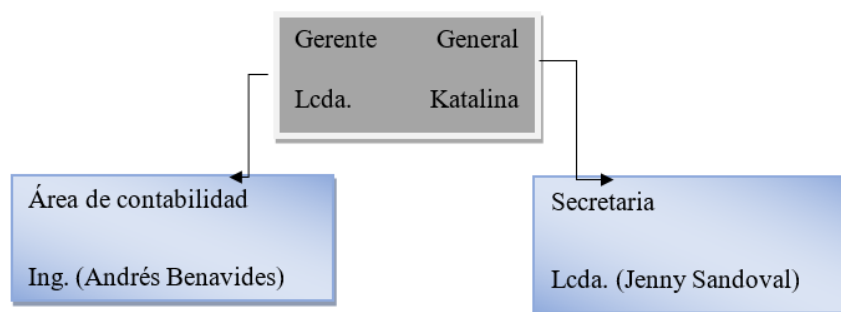 Gerente General
Lcda. Katalina
Área de contabilidad
Ing. (Andrés Benavides)
Secretaria
Lcda. (Jenny Sandoval)